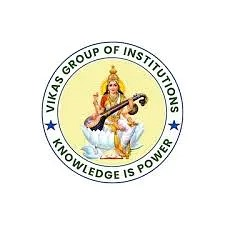 VIKAS GROUP OF INSTITUTIONS
KNOWLEDGE IS POWER